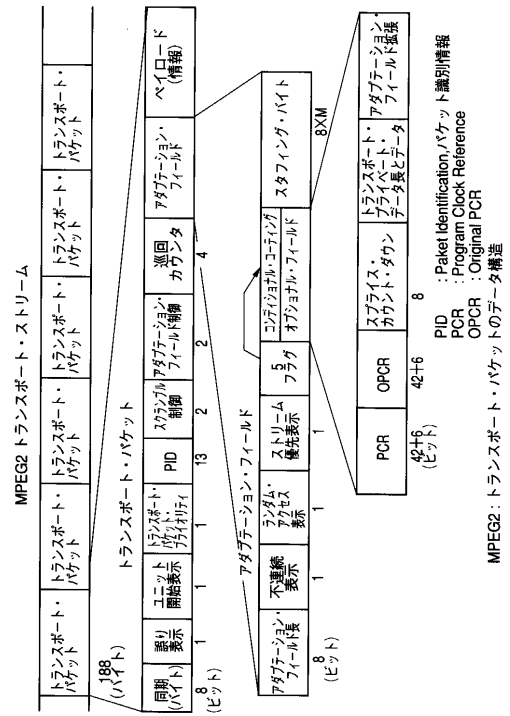 MPEG2 トランスポート・ストリーム
トランスポート・
パケット
トランスポート・
パケット
トランスポート・
パケット
トランスポート・
パケット
トランスポート・
パケット
トランスポート・
パケット
188
(バイト)
トランスポート・パケット
同期
(バイト)
誤り
表示
ユニット
開始表示
トランスポート・
パケット
プライオリティ
PID
スクランブル
制御
アダプテーション・
フィールド制御
巡回
カウンタ
アダプテーション・
フィールド
ペイロード
(情報)
8
(ビット)
1
1
1
13
2
2
4
アダプテーション・フィールド
アダプテーション・
フィールド長
不連続
表示
ランダム・
アクセス
表示
ストリーム
優先表示
5
フラグ
コンディショナル・コーティング
オプショナル・フィールド
スタフィング・バイト
8
(ビット)
1
1
1
8XM
PCR
OPCR
スプライス・
カウント・ダウン
トランスポート・
プライベート・
データ長とデータ
アダプテーション・
フィールド拡張
42+6
(ビット)
42+6
8
PID : Paket Identification,パケット識別情報
PCR : Program Clock Reference
OPCR : Original PCR
MPEG2：トランスポート・パケットのデータ構造